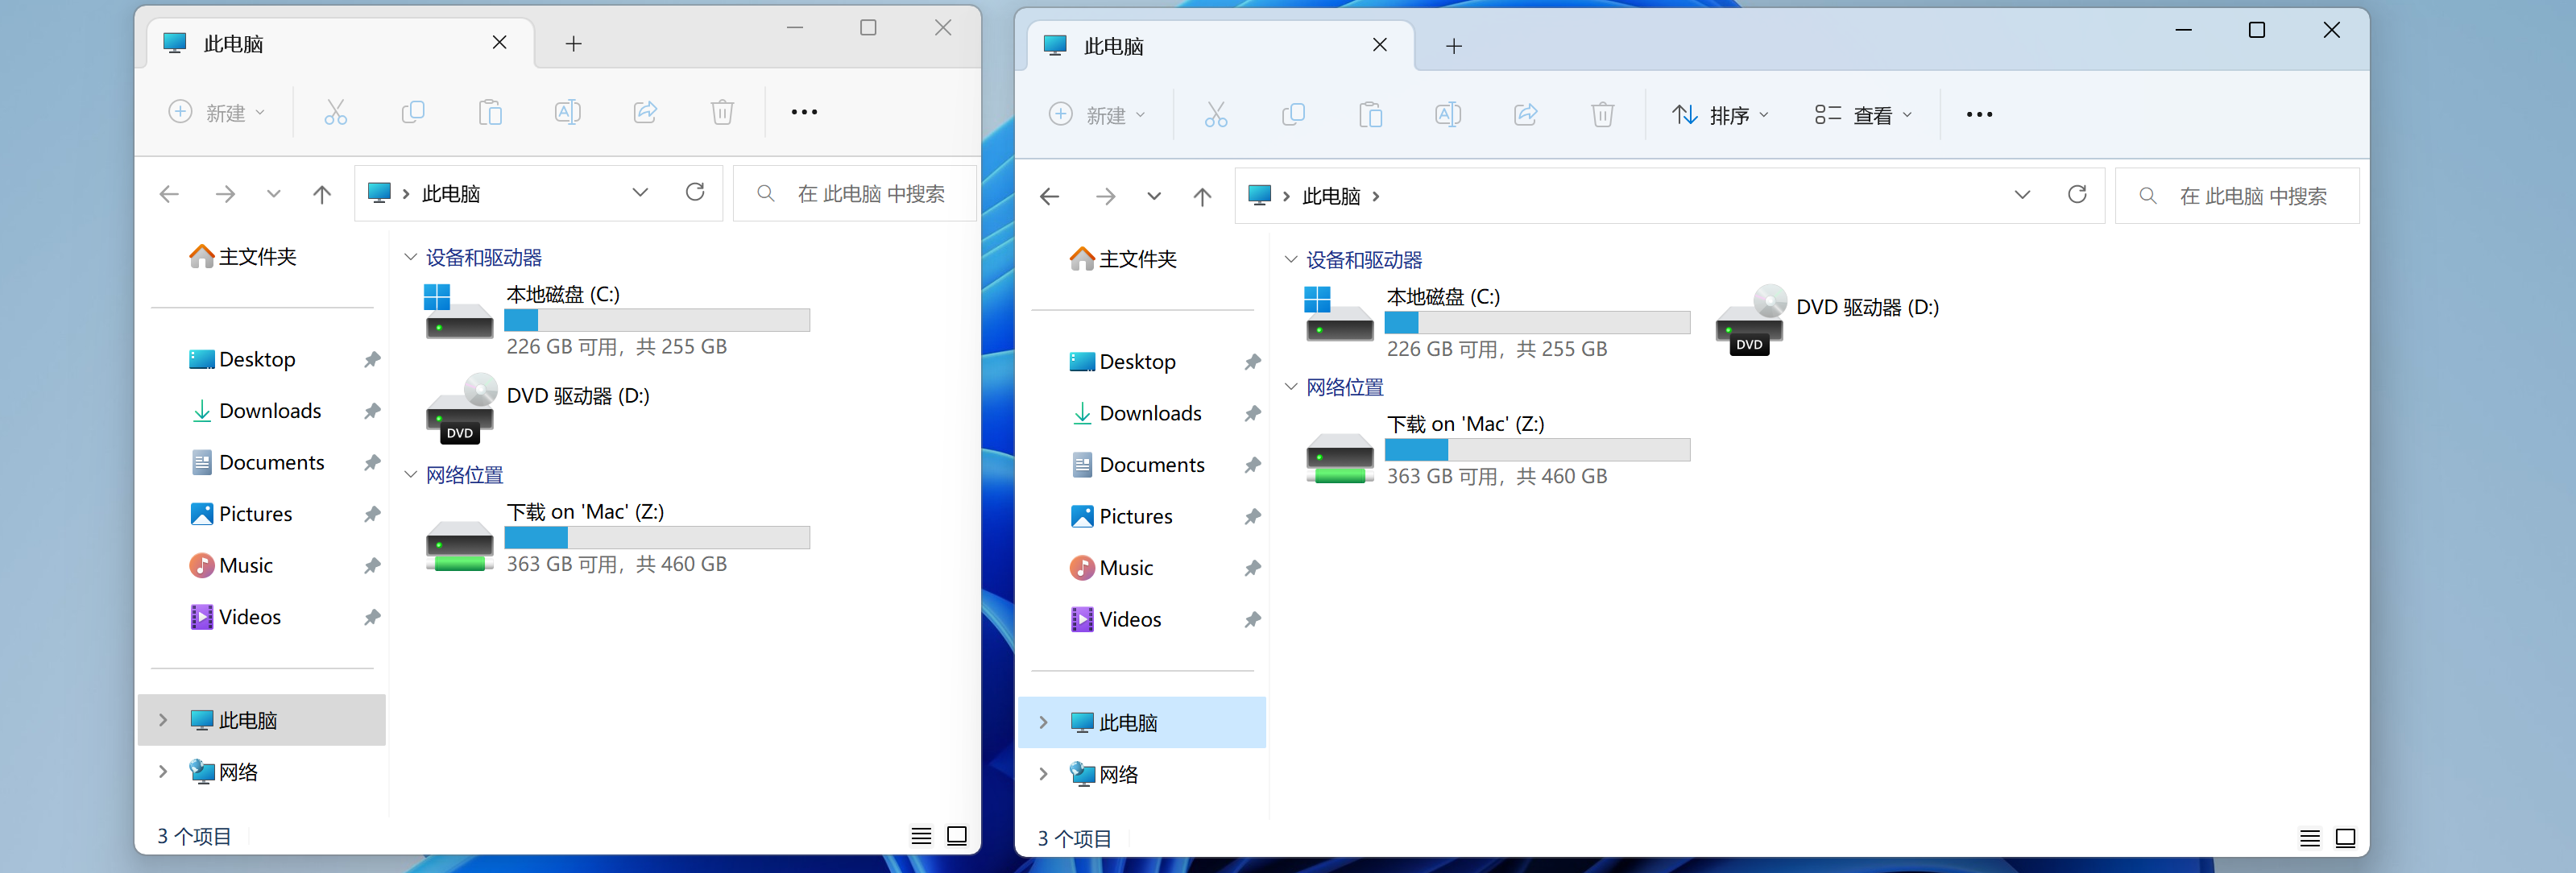 此电脑
新建
此电脑
在 此电脑 中搜索
主文件夹
Desktop
Downloads
Documents
Pictures
Music
Videos
此电脑
网络
设备和驱动器
本地磁盘 (C:)
226 GB 可用，共 255 GB
DVD 驱动器 (D:)
DVD
网络位置
下载 on 'Mac' (Z:)
363 GB 可用，共 460 GB
3 个项目
此电脑
新建
排序
查看
此电脑
在 此电脑 中搜索
主文件夹
Desktop
Downloads
Documents
Pictures
Music
Videos
此电脑
网络
设备和驱动器
本地磁盘 (C:)
226 GB 可用，共 255 GB
DVD 驱动器 (D:)
DVD
网络位置
下载 on 'Mac' (Z:)
363 GB 可用，共 460 GB
3 个项目